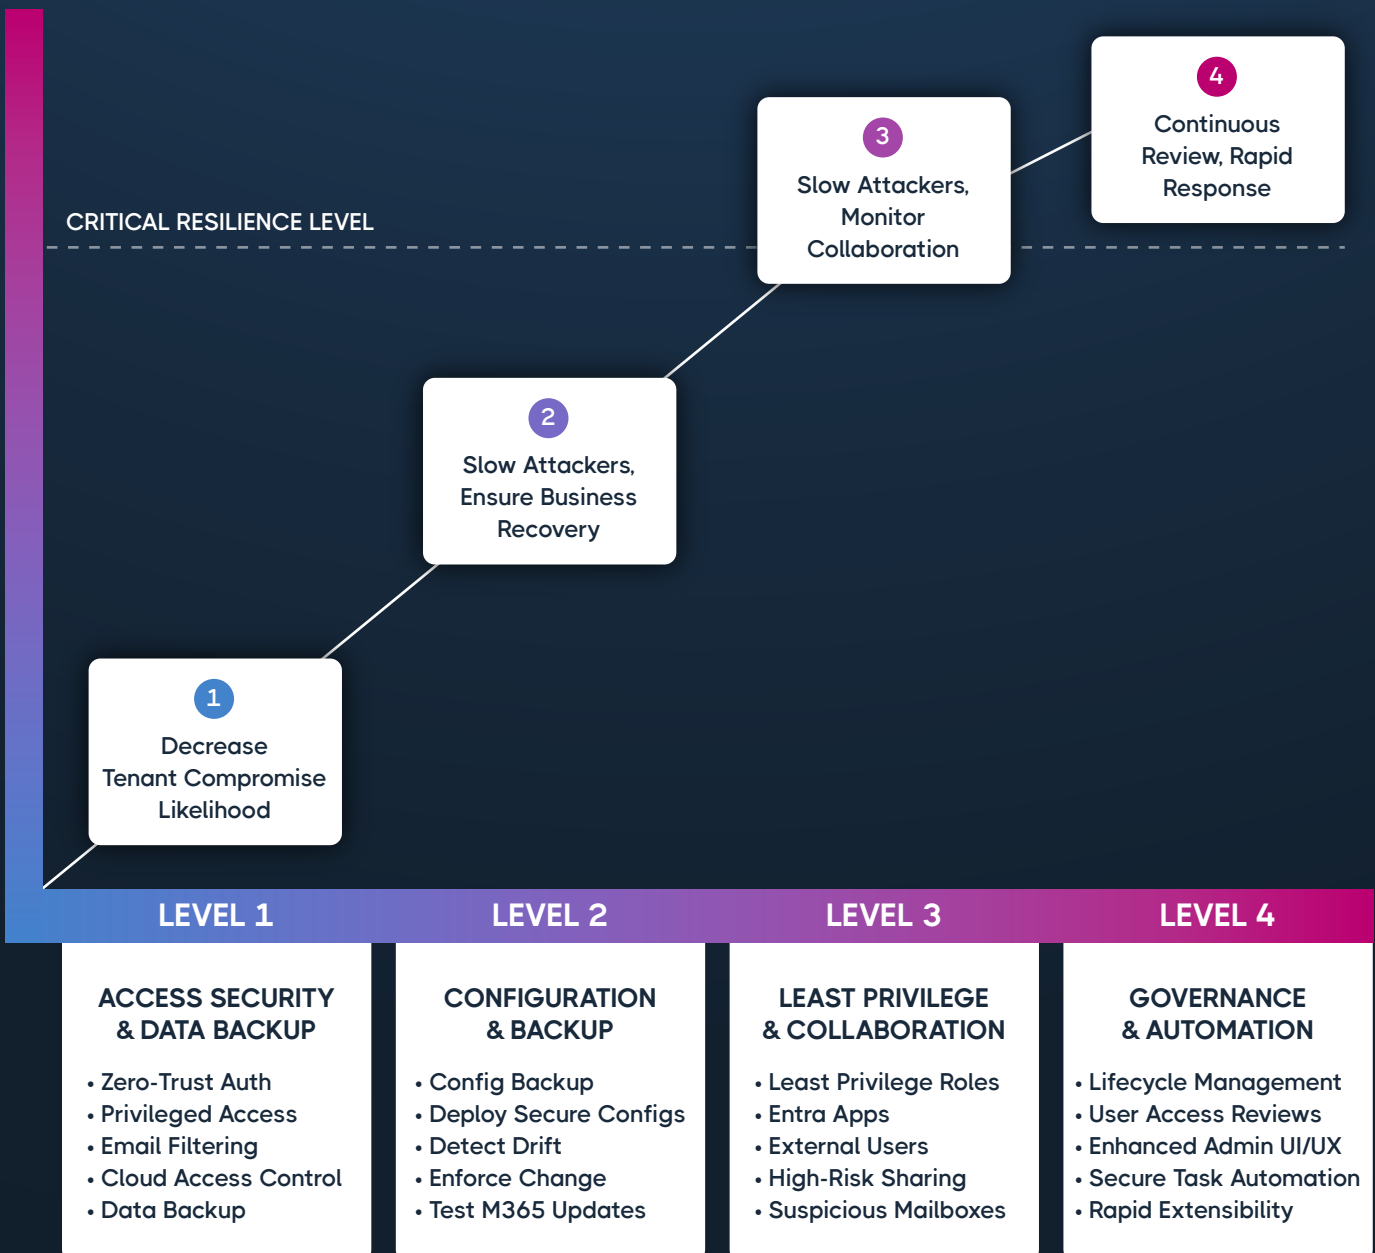 4
Continuous
Review, Rapid
Response
3
Slow Attackers,
Monitor
Collaboration
CRITICAL RESILIENCE LEVEL
2
Slow Attackers,
Ensure Business
Recovery
1
Decrease
Tenant Compromise
Likelihood
LEVEL 1
LEVEL 2
LEVEL 3
LEVEL 4
ACCESS SECURITY
& DATA BACKUP
• Zero-Trust Auth
• Privileged Access
• Email Filtering
• Cloud Access Control
• Data Backup
CONFIGURATION
& BACKUP
• Config Backup
• Deploy Secure Configs
• Detect Drift
• Enforce Change
• Test M365 Updates
LEAST PRIVILEGE
& COLLABORATION
• Least Privilege Roles
• Entra Apps
• External Users
• High-Risk Sharing
• Suspicious Mailboxes
GOVERNANCE
& AUTOMATION
• Lifecycle Management
• User Access Reviews
• Enhanced Admin UI/UX
• Secure Task Automation
• Rapid Extensibility